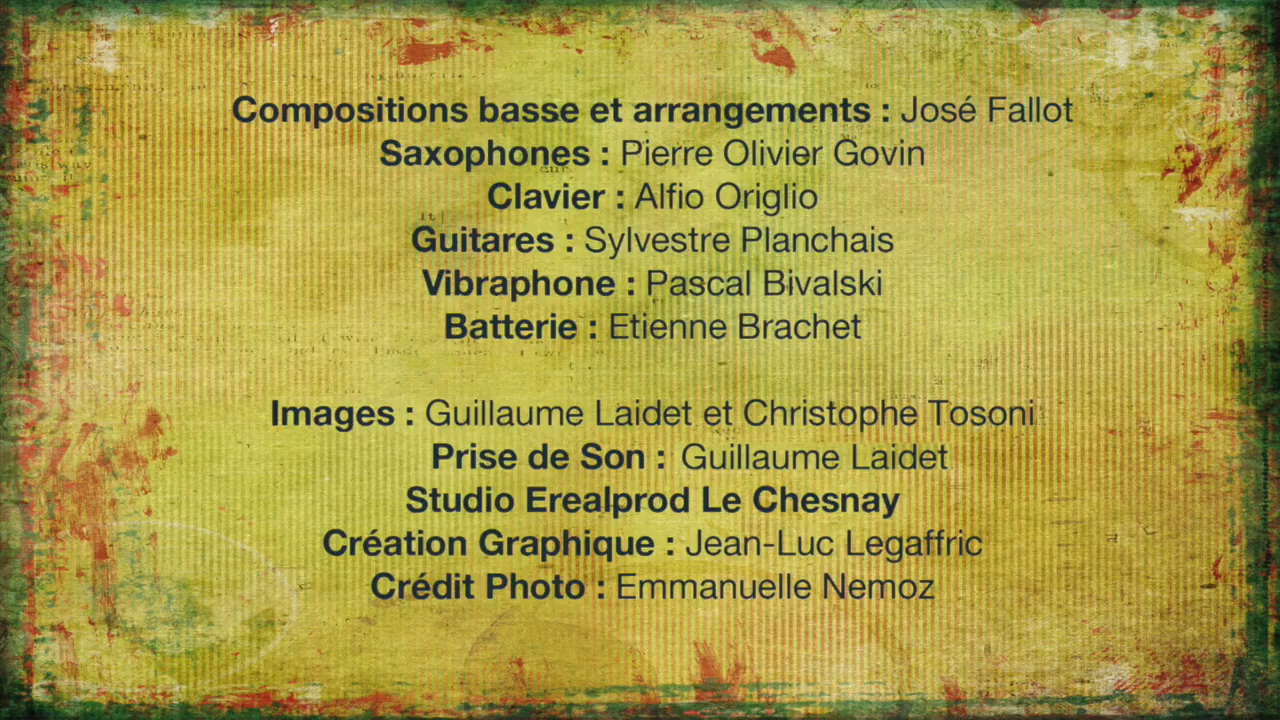 Compositions basse et arrangements : José Fallot
Saxophones : Pierre Olivier Govin
Clavier : Alfio Origlio
Guitares : Sylvestre Planchais
Vibraphone : Pascal Bivalski
Batterie : Etienne Brachet
Images : Guillaume Laidet et Christophe Tosoni
Prise de Son : Guillaume Laidet
Studio Erealprod Le Chesnay
Création Graphique : Jean-Luc Legaffric
Crédit Photo : Emmanuelle Nemoz